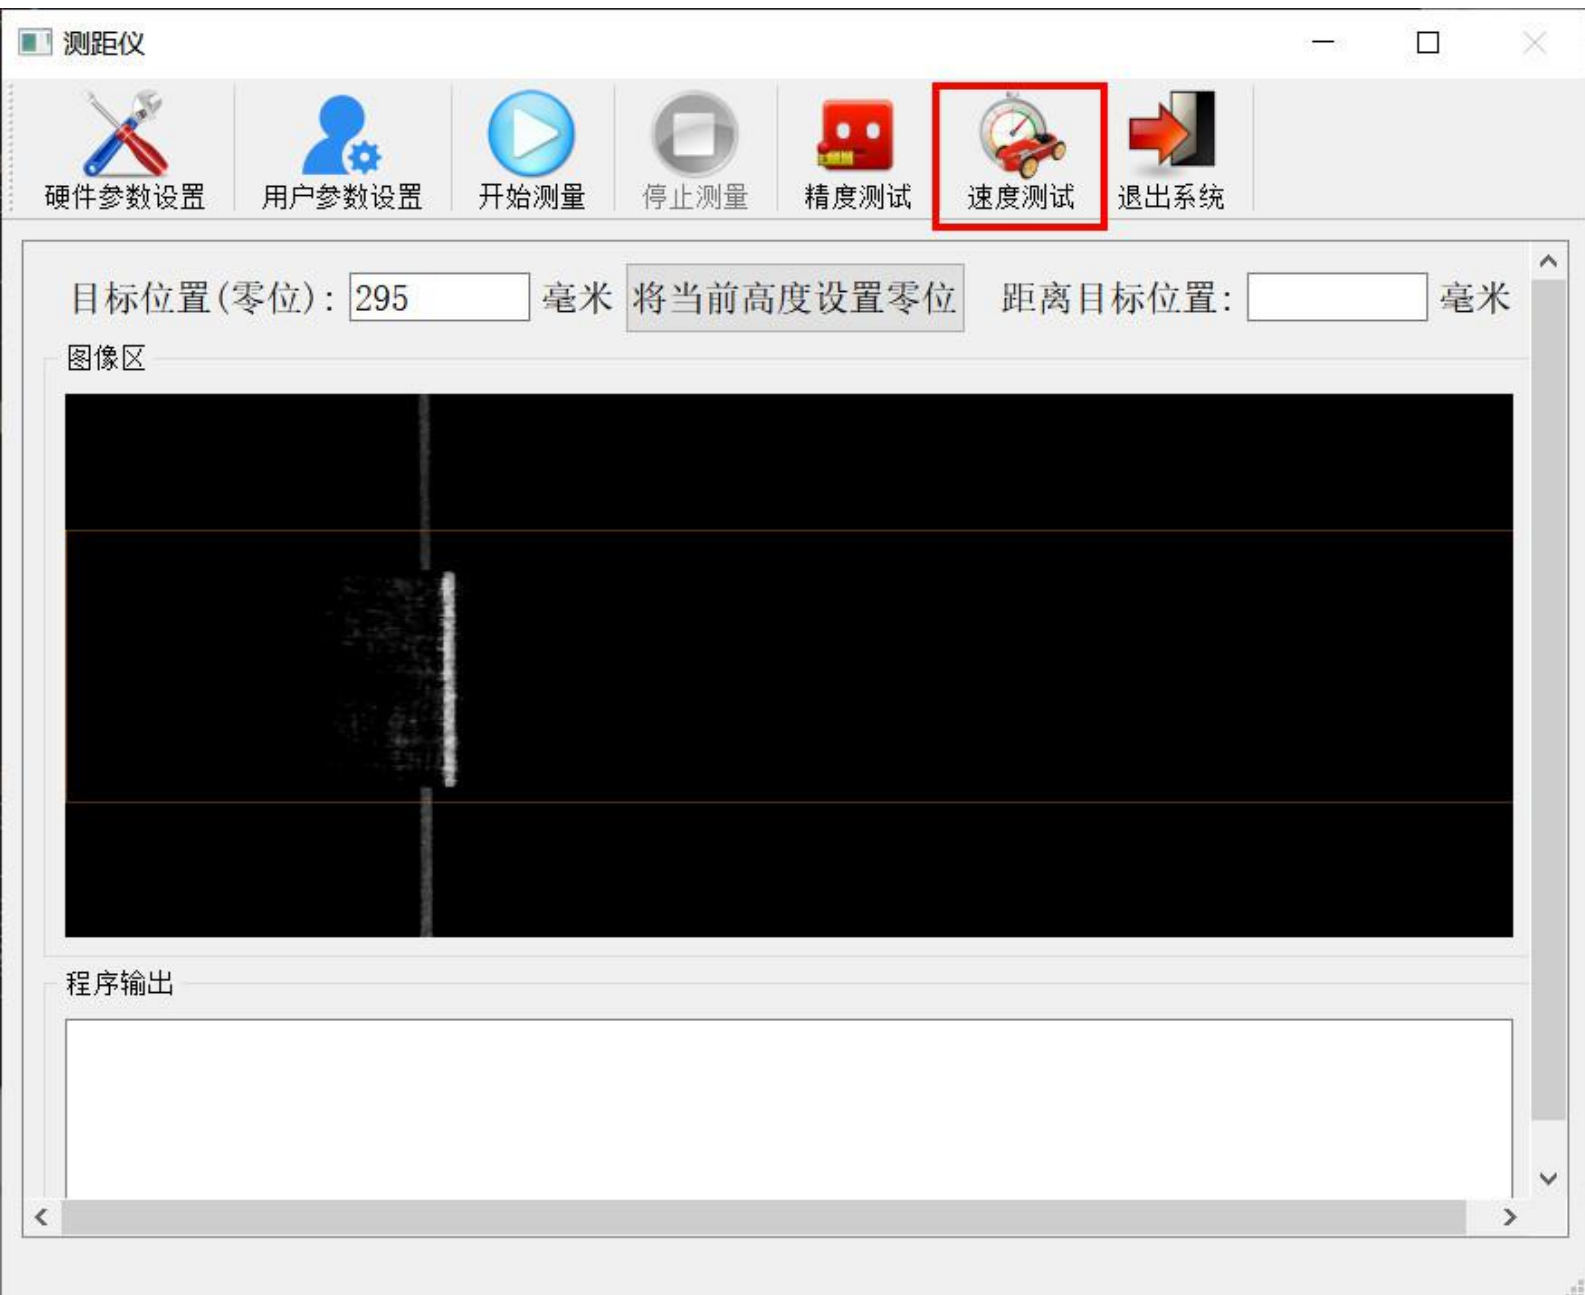 测距仪
硬件参数设置 用户参数设置 开始测量 停止测量 精度测试 速度测试 退出系统
目标位置(零位): 295 毫米 将当前高度设置零位 距离目标位置: 毫米
图像区
程序输出